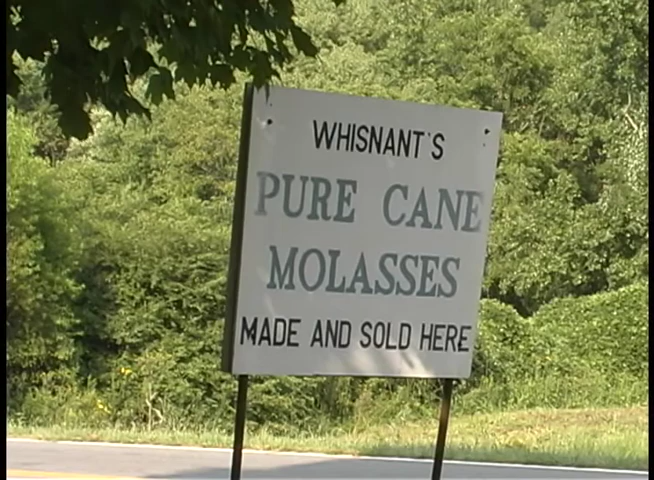 WHISNANT'S
PURE CANE
MOLASSES
MADE AND SOLD HERE